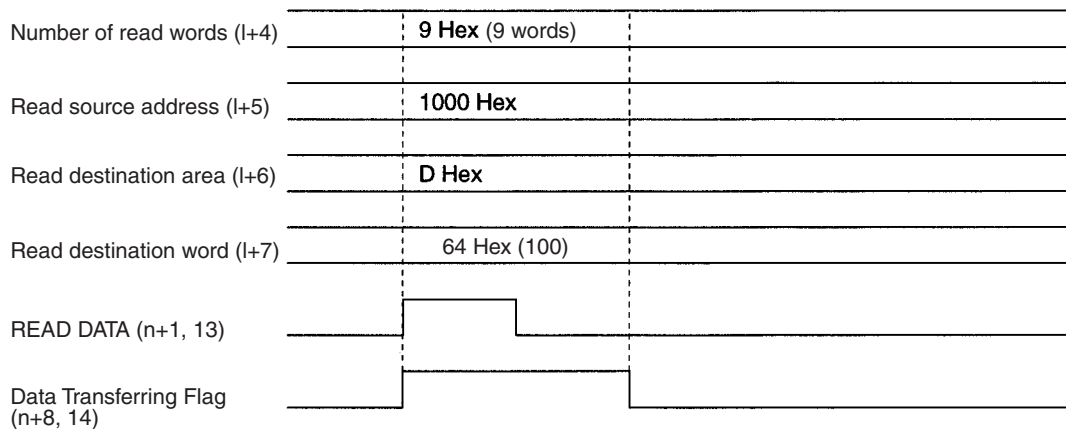 Number of read words (l+4) 9 Hex (9 words)
Read source address (l+5) 1000 Hex
Read destination area (l+6) D Hex
Read destination word (l+7) 64 Hex (100)
READ DATA (n+1, 13)
Data Transferring Flag
(n+8, 14)